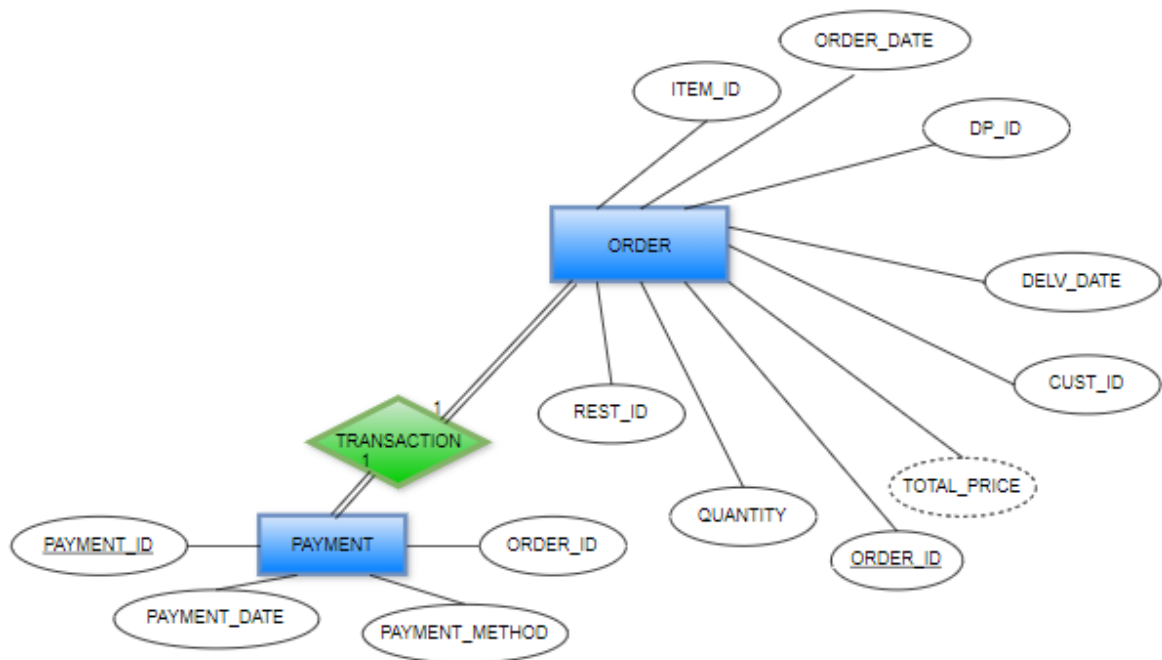 ORDER_DATE
ITEM_ID
DP_ID
ORDER
DELV_DATE
CUST_ID
REST_ID
1
TRANSACTION
1
TOTAL_PRICE
QUANTITY
PAYMENT_ID
PAYMENT
ORDER_ID
ORDER_ID
PAYMENT_DATE
PAYMENT_METHOD